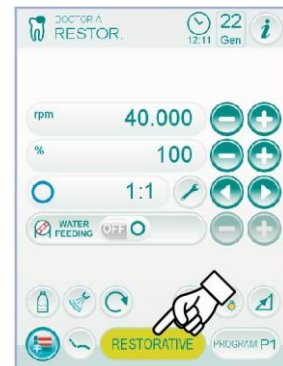 DOCTOR A
RESTOR.
12:11
22
Gen
i
rpm 40.000
% 100
1:1
WATER FEEDING OFF
RESTORATIVE
PROGRAM P1